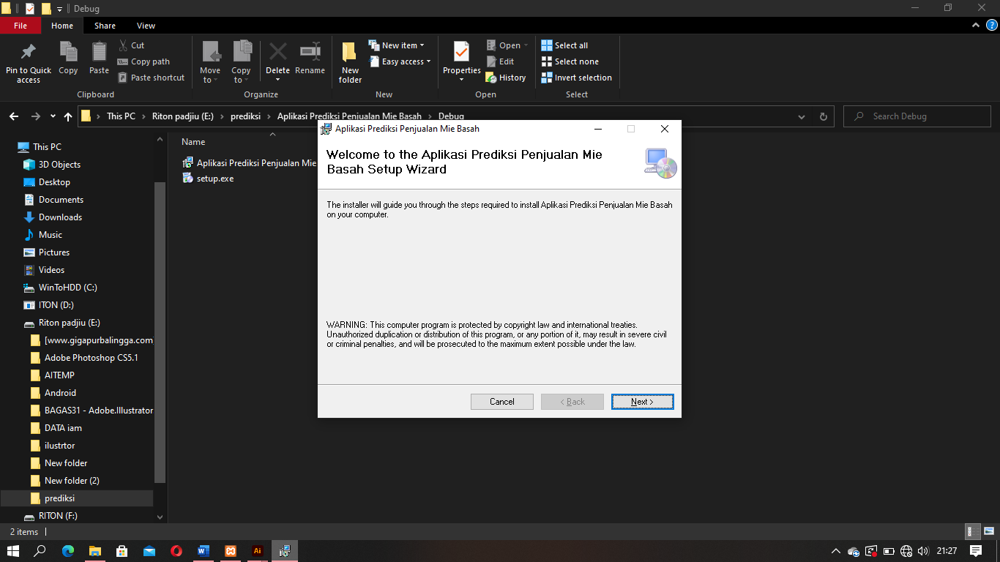 Debug
File Home Share View
Pin to Quick access
Copy
Paste
Cut
Copy path
Paste shortcut
Clipboard
Move to
Copy to
Delete
Rename
Organize
New folder
New item
Easy access
New
Properties
Open
Edit
History
Open
Select all
Select none
Invert selection
Select
This PC > Riton padjiu (E:) > prediksi > Aplikasi Prediksi Penjualan Mie Basah > Debug
Search Debug
This PC
3D Objects
Desktop
Documents
Downloads
Music
Pictures
Videos
WinToHDD (C:)
ITON (D:)
Riton padjiu (E:)
[www.gigapurbalingga.com
Adobe Photoshop CS5.1
AITEMP
Android
BAGAS31 - Adobe.Illustrator
DATA iam
ilustrtor
New folder
New folder (2)
prediksi
RITON (F:)
Name
Aplikasi Prediksi Penjualan Mie
setup.exe
Aplikasi Prediksi Penjualan Mie Basah
Welcome to the Aplikasi Prediksi Penjualan Mie
Basah Setup Wizard
The installer will guide you through the steps required to install Aplikasi Prediksi Penjualan Mie Basah
on your computer.
WARNING: This computer program is protected by copyright law and international treaties.
Unauthorized duplication or distribution of this program, or any portion of it, may result in severe civil
or criminal penalties, and will be prosecuted to the maximum extent possible under the law.
Cancel < Back Next >
2 items
W Ai 21:27